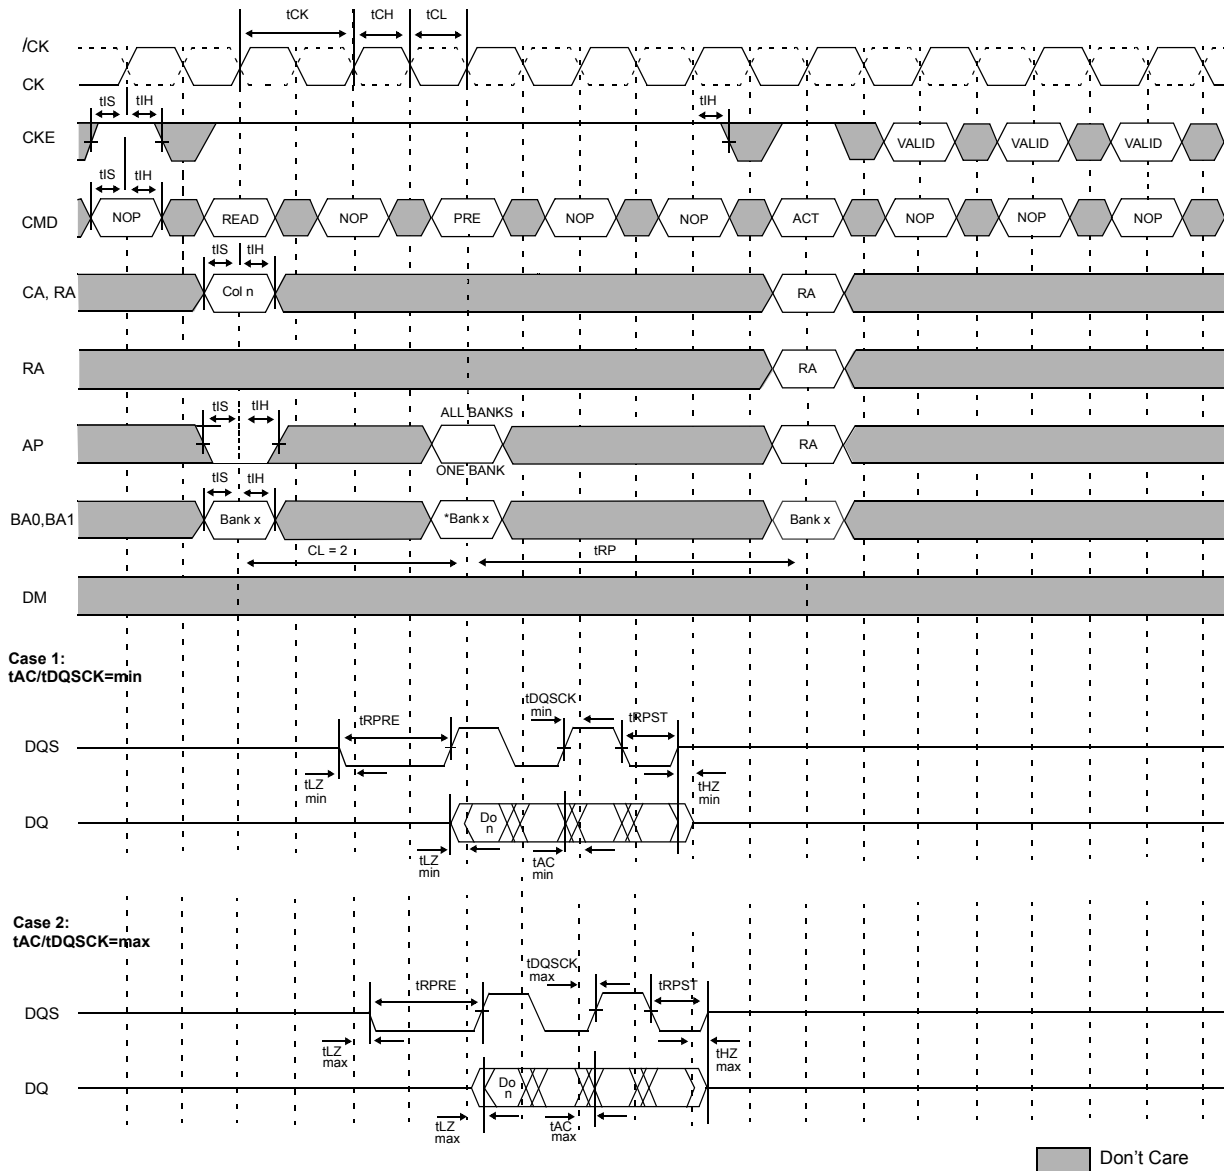 tCK tCH tCL
/CK
CK
tIS tIH tIH
CKE VALID VALID VALID
tIS tIH
CMD NOP READ NOP PRE NOP NOP ACT NOP NOP NOP
tIS tIH
CA, RA Col n RA
RA RA
tIS tIH ALL BANKS
AP RA
ONE BANK
tIS tIH
BA0,BA1 Bank x *Bank x Bank x
CL = 2 tRP
DM
Case 1:
tAC/tDQSCK=min
tDQSCK
min
tRPRE tRPST
DQS
tLZ
min
tHZ
min
DQ Do
n
tLZ
min
tAC
min
Case 2:
tAC/tDQSCK=max
tDQSCK
max
tRPRE tRPST
DQS
tLZ
max
tHZ
max
DQ Do
n
tLZ
max
tAC
max
Don't Care